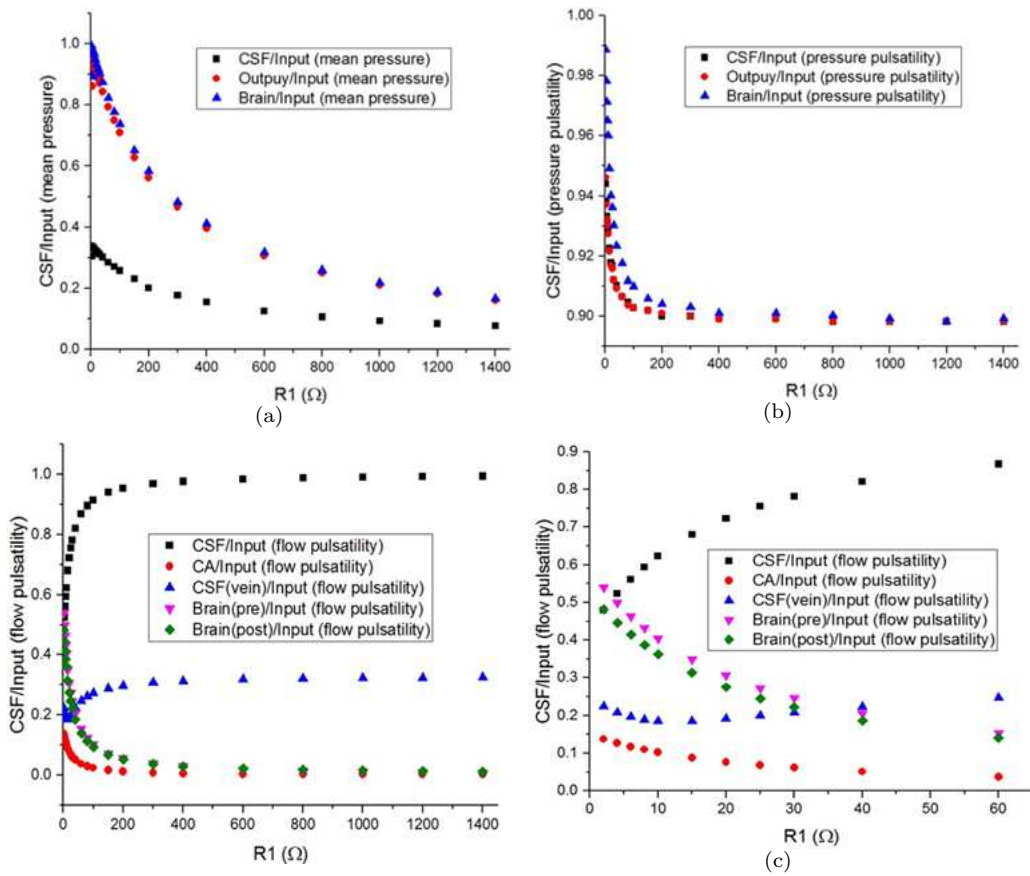 CSF/Input (mean pressure)
1.0
0.8
0.6
0.4
0.2
0.0
CSF/Input (mean pressure)
Outpuy/Input (mean pressure)
Brain/Input (mean pressure)
0 200 400 600 800 1000 1200 1400
R1 (Ω)
(a)
CSF/Input (pressure pulsatility)
1.00
0.98
0.96
0.94
0.92
0.90
CSF/Input (pressure pulsatility)
Outpuy/Input (pressure pulsatility)
Brain/Input (pressure pulsatility)
0 200 400 600 800 1000 1200 1400
R1 (Ω)
(b)
CSF/Input (flow pulsatility)
1.0
0.8
0.6
0.4
0.2
0.0
CSF/Input (flow pulsatility)
CA/Input (flow pulsatility)
CSF(vein)/Input (flow pulsatility)
Brain(pre)/Input (flow pulsatility)
Brain(post)/Input (flow pulsatility)
0 200 400 600 800 1000 1200 1400
R1 (Ω)
CSF/Input (flow pulsatility)
0.9
0.8
0.7
0.6
0.5
0.4
0.3
0.2
0.1
0.0
CSF/Input (flow pulsatility)
CA/Input (flow pulsatility)
CSF(vein)/Input (flow pulsatility)
Brain(pre)/Input (flow pulsatility)
Brain(post)/Input (flow pulsatility)
0 10 20 30 40 50 60
R1 (Ω)
(c)